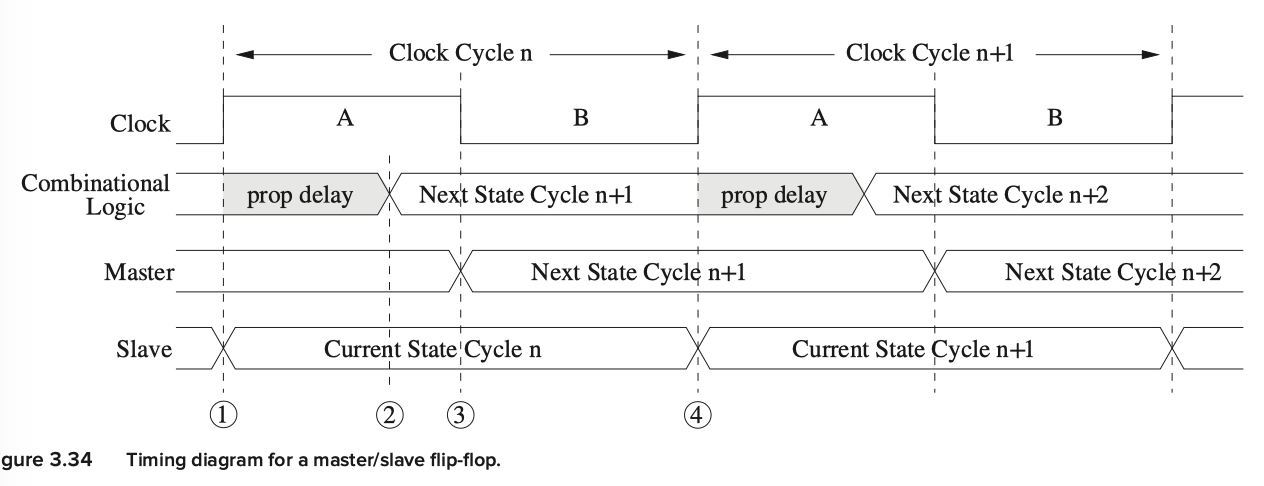 Clock Cycle n Clock Cycle n+1
Clock A B A B
Combinational Logic prop delay Next State Cycle n+1 prop delay Next State Cycle n+2
Master Next State Cycle n+1 Next State Cycle n+2
Slave Current State Cycle n Current State Cycle n+1
① ② ③ ④
gure 3.34 Timing diagram for a master/slave flip-flop.